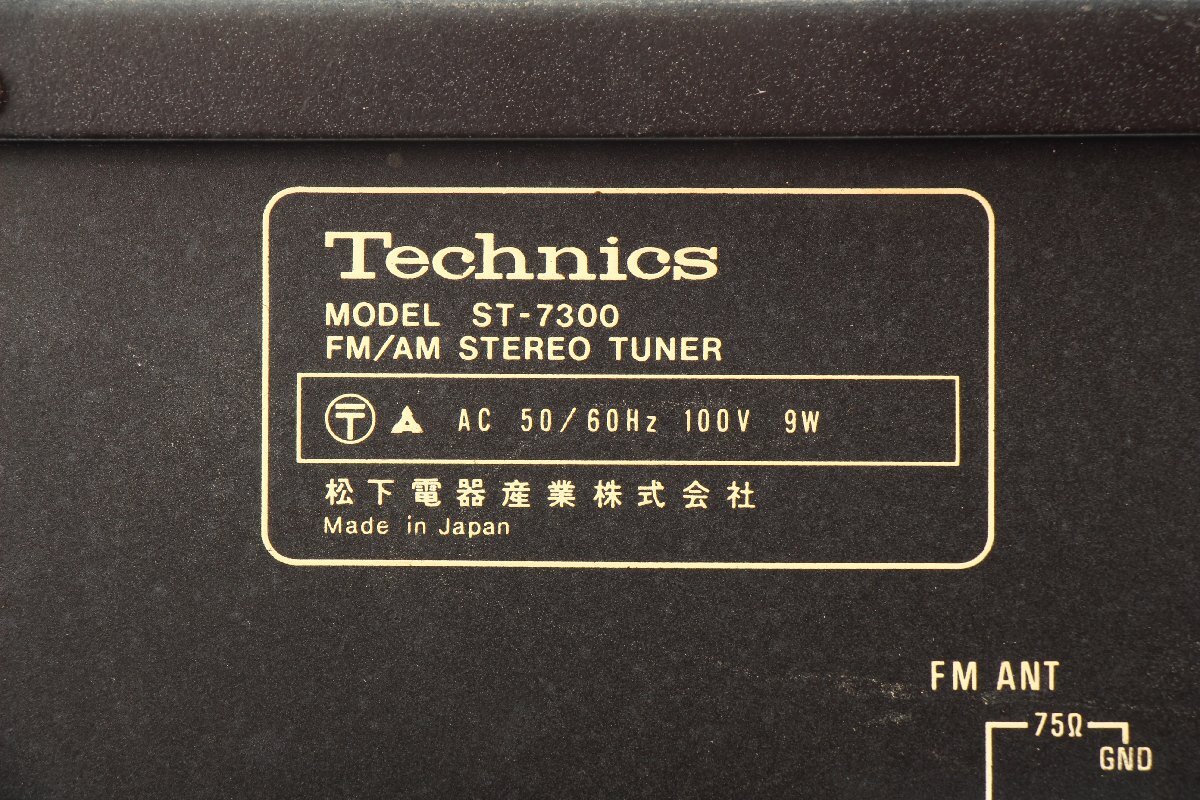 Technics
MODEL ST-7300
FM/AM STEREO TUNER
〒 AC 50/60Hz 100V 9W
松下電器産業株式会社
Made in Japan
FM ANT
75Ω
GND